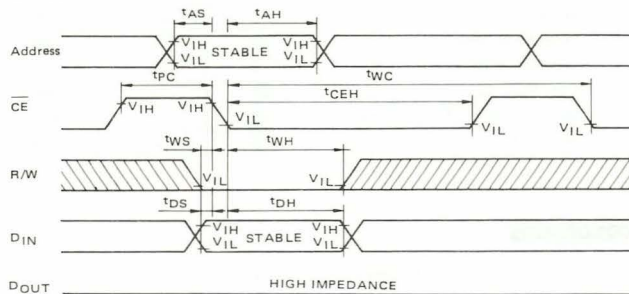 tAS tAH
Address VIH VIL STABLE VIH VIL
tPC tWC
tCEH
CE VIH VIH VIL VIL VIL
tWS tWH
R/W VIL VIL
tDS tDH
DIN VIH VIL STABLE VIH VIL
DOUT HIGH IMPEDANCE